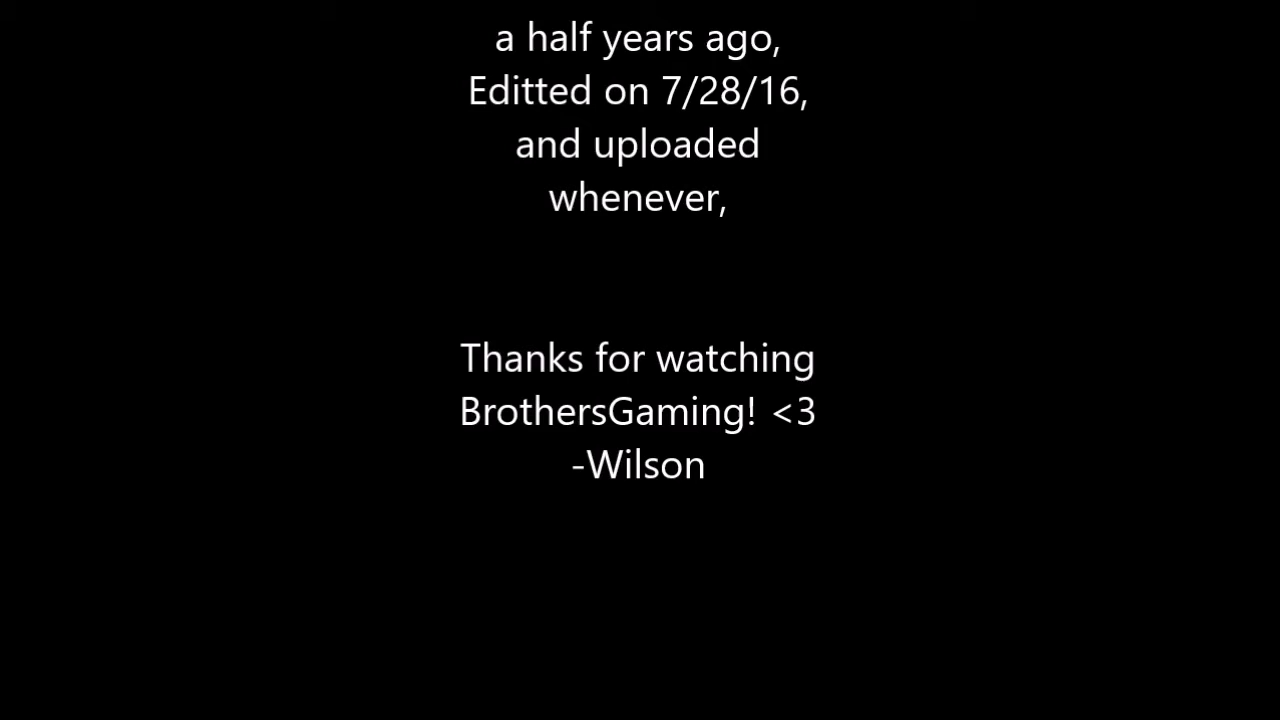 a half years ago,
Editted on 7/28/16,
and uploaded
whenever,
Thanks for watching
BrothersGaming! <3
-Wilson